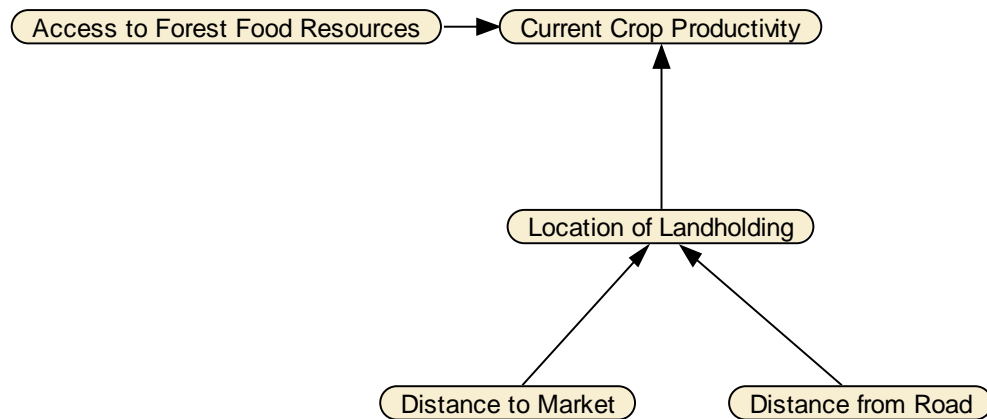 Access to Forest Food Resources
Current Crop Productivity
Location of Landholding
Distance to Market
Distance from Road